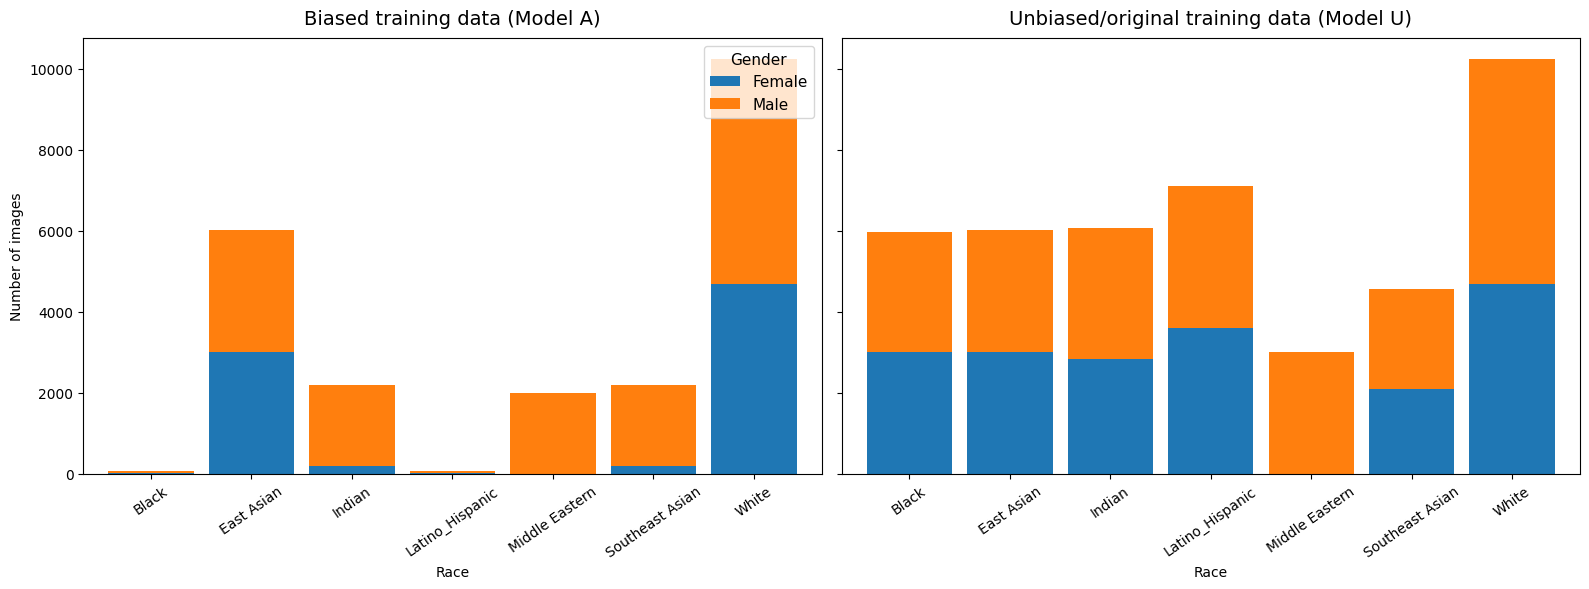 Biased training data (Model A)
Unbiased/original training data (Model U)
Gender
Female
Male
Number of images
10000
8000
6000
4000
2000
0
Black
East Asian
Indian
Latino_Hispanic
Middle Eastern
Southeast Asian
White
Race
Black
East Asian
Indian
Latino_Hispanic
Middle Eastern
Southeast Asian
White
Race